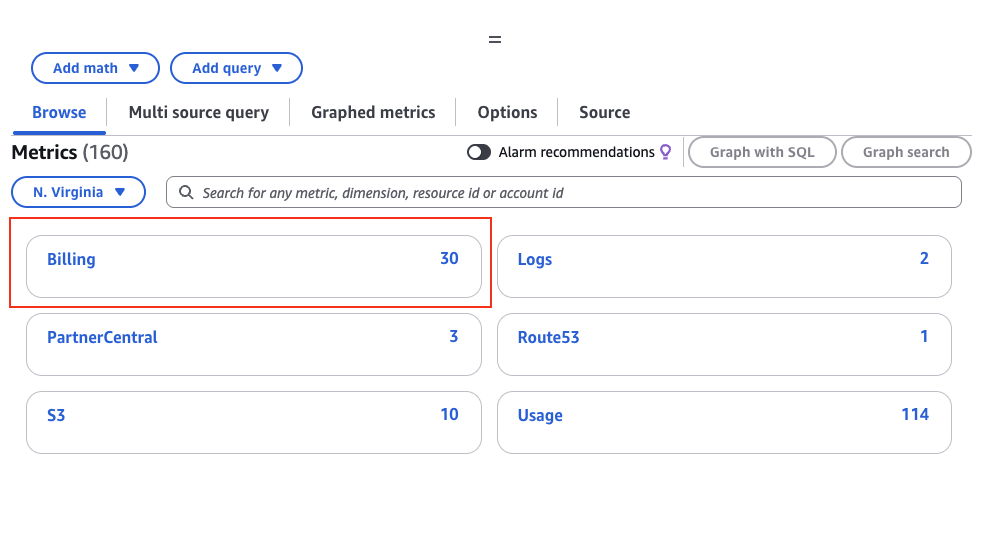 Add math
Add query
Browse
Multi source query
Graphed metrics
Options
Source
Metrics (160)
Alarm recommendations
Graph with SQL
Graph search
N. Virginia
Search for any metric, dimension, resource id or account id
Billing 30
Logs 2
PartnerCentral 3
Route53 1
S3 10
Usage 114